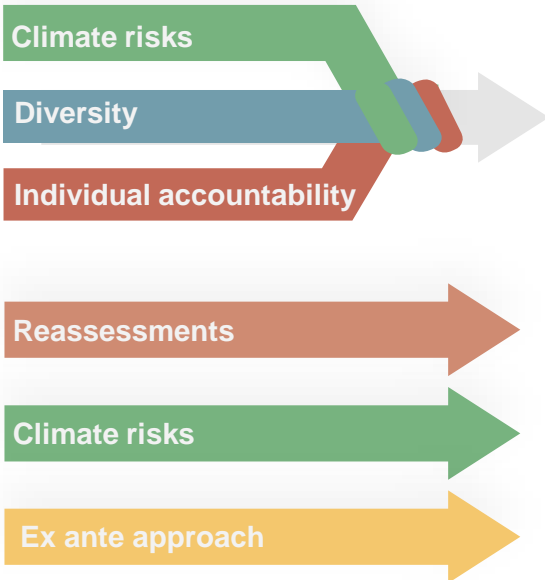 Climate risks
Diversity
Individual accountability
Reassessments
Climate risks
Ex ante approach